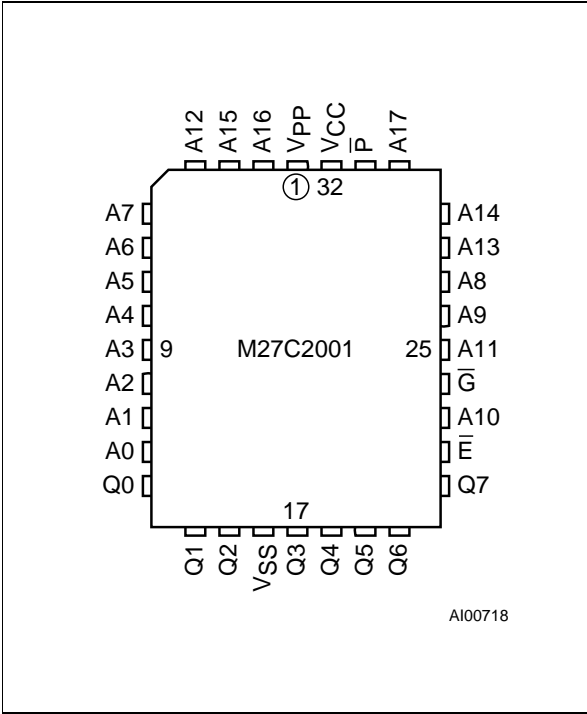 A12 A15 A16 VPP VCC P̅ A17
1 32
A7 A14
A6 A13
A5 A8
A4 A9
A3 9 M27C2001 25 A11
A2 G̅
A1 A10
A0 E̅
Q0 Q7
17
Q1 Q2 VSS Q3 Q4 Q5 Q6
AI00718